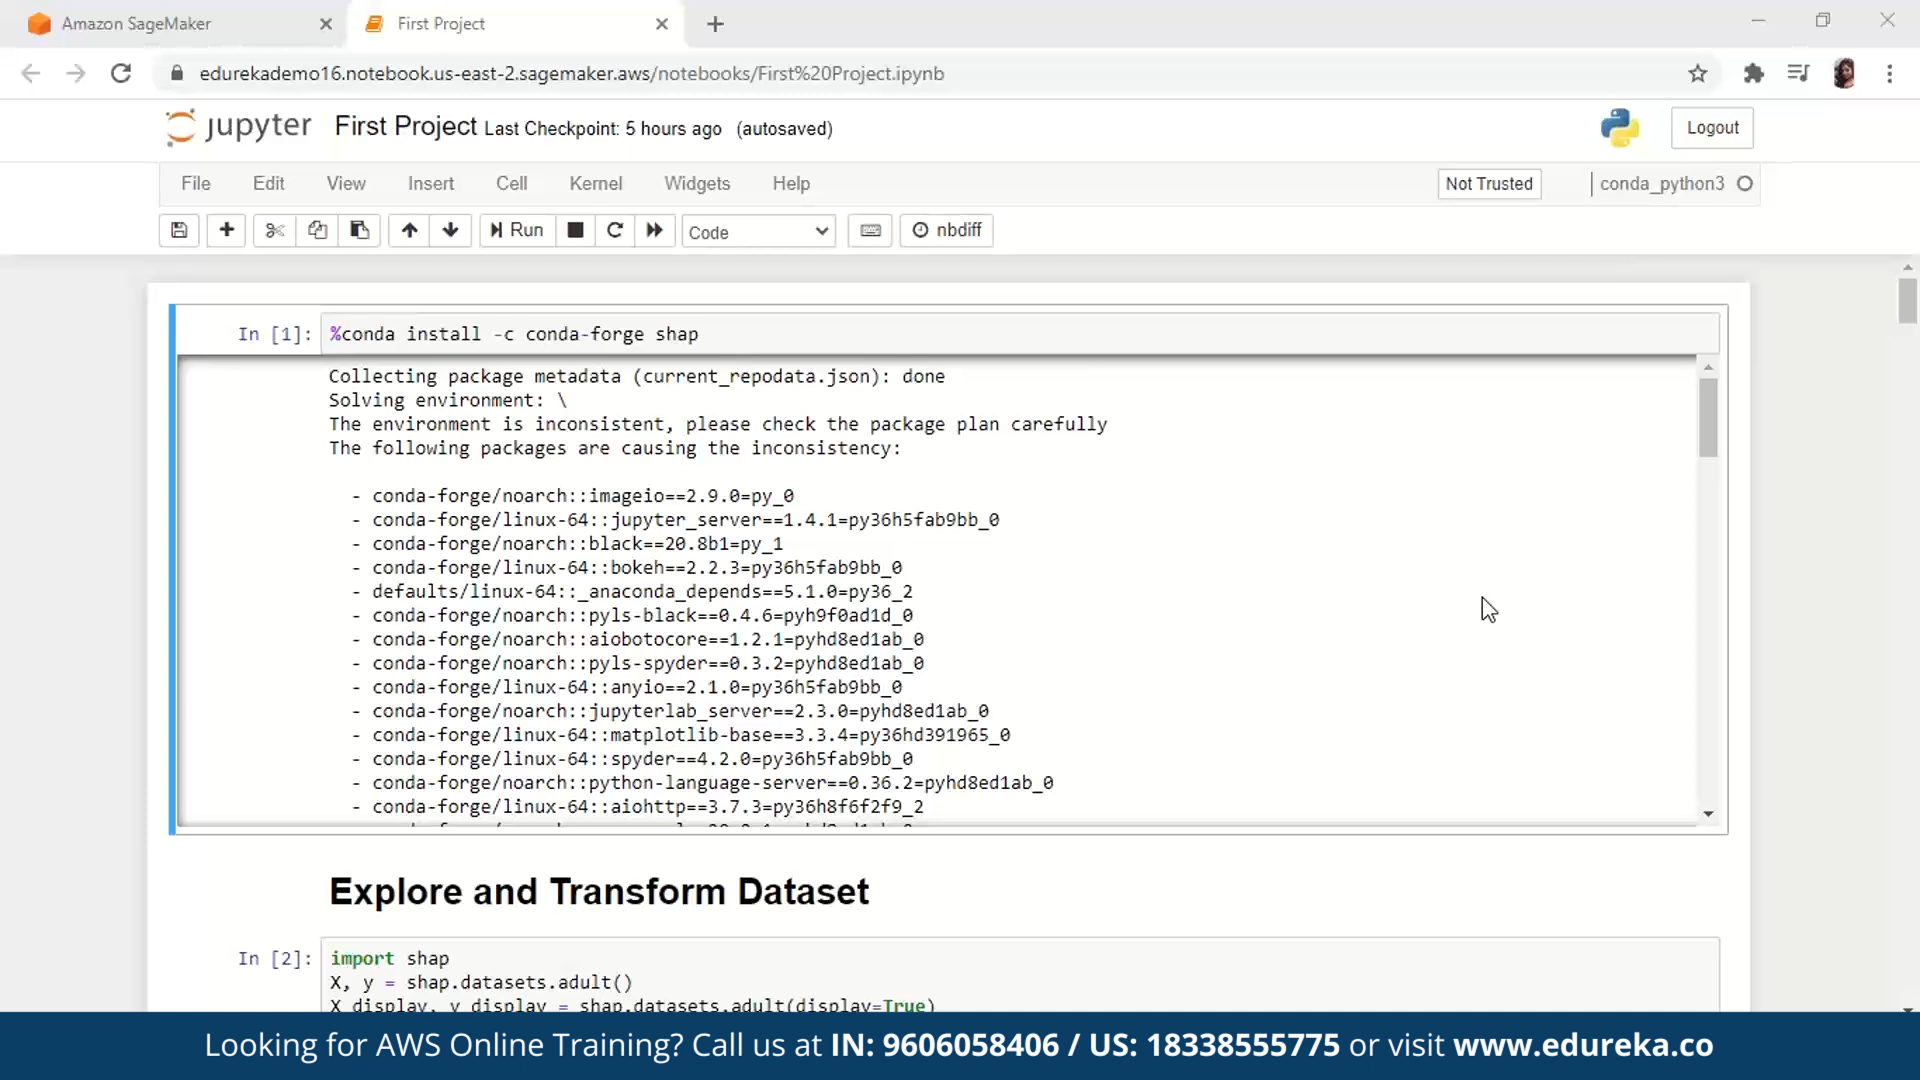 Amazon SageMaker
First Project
edurekademo16.notebook.us-east-2.sagemaker.aws/notebooks/First%20Project.ipynb
jupyter First Project Last Checkpoint: 5 hours ago (autosaved)
Logout
File Edit View Insert Cell Kernel Widgets Help
Not Trusted
conda_python3
Run
Code
nbdiff
In [1]: %conda install -c conda-forge shap
Collecting package metadata (current_repodata.json): done
Solving environment: \
The environment is inconsistent, please check the package plan carefully
The following packages are causing the inconsistency:
- conda-forge/noarch::imageio==2.9.0=py_0
- conda-forge/linux-64::jupyter_server==1.4.1=py36h5fab9bb_0
- conda-forge/noarch::black==20.8b1=py_1
- conda-forge/linux-64::bokeh==2.2.3=py36h5fab9bb_0
- defaults/linux-64::_anaconda_depends==5.1.0=py36_2
- conda-forge/noarch::pyls-black==0.4.6=pyh9f0ad1d_0
- conda-forge/noarch::aiobotocore==1.2.1=pyhd8ed1ab_0
- conda-forge/noarch::pyls-spyder==0.3.2=pyhd8ed1ab_0
- conda-forge/linux-64::anyio==2.1.0=py36h5fab9bb_0
- conda-forge/noarch::jupyterlab_server==2.3.0=pyhd8ed1ab_0
- conda-forge/linux-64::matplotlib-base==3.3.4=py36hd391965_0
- conda-forge/linux-64::spyder==4.2.0=py36h5fab9bb_0
- conda-forge/noarch::python-language-server==0.36.2=pyhd8ed1ab_0
- conda-forge/linux-64::aiohttp==3.7.3=py36h8f6f2f9_2
Explore and Transform Dataset
In [2]: import shap
X, y = shap.datasets.adult()
X_display, y_display = shap.datasets.adult(display=True)
Looking for AWS Online Training? Call us at IN: 9606058406 / US: 18338555775 or visit www.edureka.co